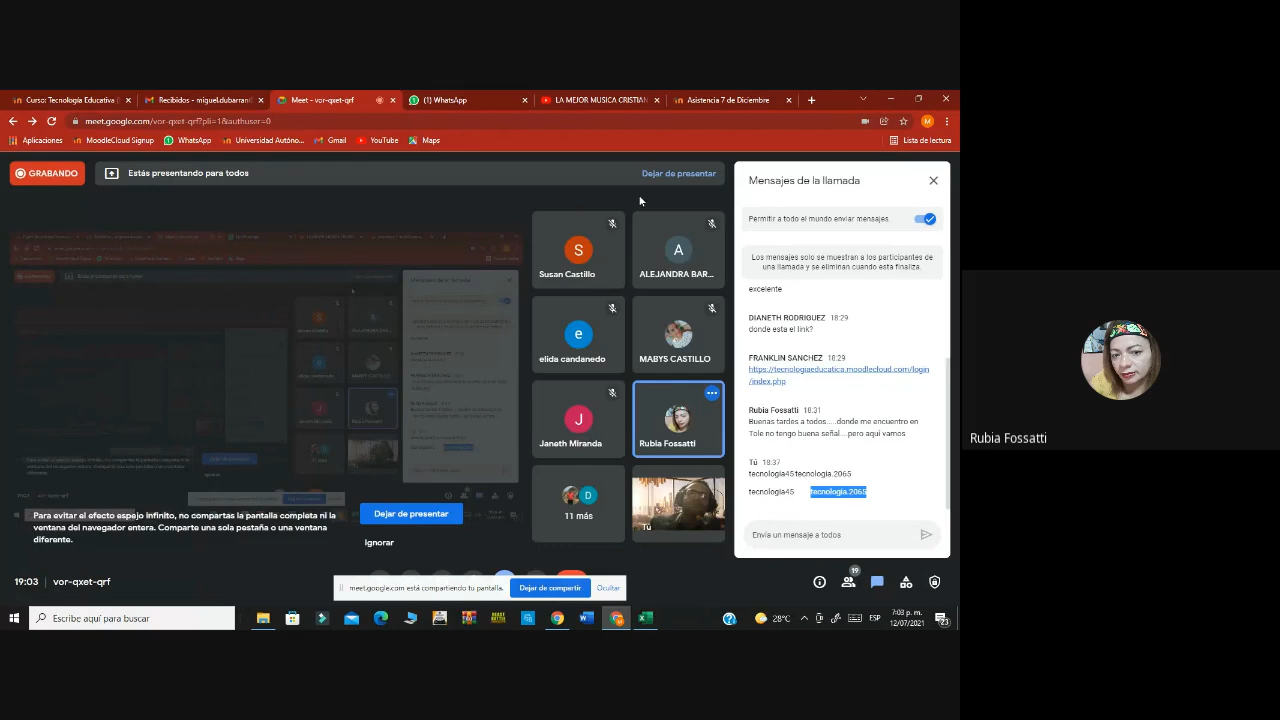 Curso: Tecnología Educativa (
Recibidos - miguel.dubarran@
Meet - vor-qxet-qrf
(1) WhatsApp
LA MEJOR MUSICA CRISTIAN
Asistencia 7 de Diciembre
meet.google.com/vor-qxet-qrf?pli=1&authuser=0
M
Aplicaciones
MoodleCloud Signup
WhatsApp
Universidad Autóno...
Gmail
YouTube
Maps
Lista de lectura
GRABANDO
Estás presentando para todos
Dejar de presentar
S
Susan Castillo
A
ALEJANDRA BAR...
e
elida candanedo
MABYS CASTILLO
J
Janeth Miranda
Rubia Fossatti
D
11 más
Tú
Para evitar el efecto espejo infinito, no compartas la pantalla completa ni la
ventana del navegador entera. Comparte una sola pestaña o una ventana
diferente.
Dejar de presentar
Ignorar
Mensajes de la llamada
Permitir a todo el mundo enviar mensajes.
Los mensajes solo se muestran a los participantes de
una llamada y se eliminan cuando esta finaliza.
excelente
DIANETH RODRIGUEZ 18:29
donde esta el link?
FRANKLIN SANCHEZ 18:29
https://tecnologiaeducatica.moodlecloud.com/login
/index.php
Rubia Fossatti 18:31
Buenas tardes a todos.....donde me encuentro en
Tole no tengo buena señal....pero aqui vamos
Tú 18:37
tecnologia45tecnologia.2065
tecnologia45 tecnologia.2065
Envía un mensaje a todos
19:03 | vor-qxet-qrf
meet.google.com está compartiendo tu pantalla.
Dejar de compartir
Ocultar
19
Escribe aquí para buscar
28°C
ESP
7:03 p. m.
12/07/2021
23
Rubia Fossatti